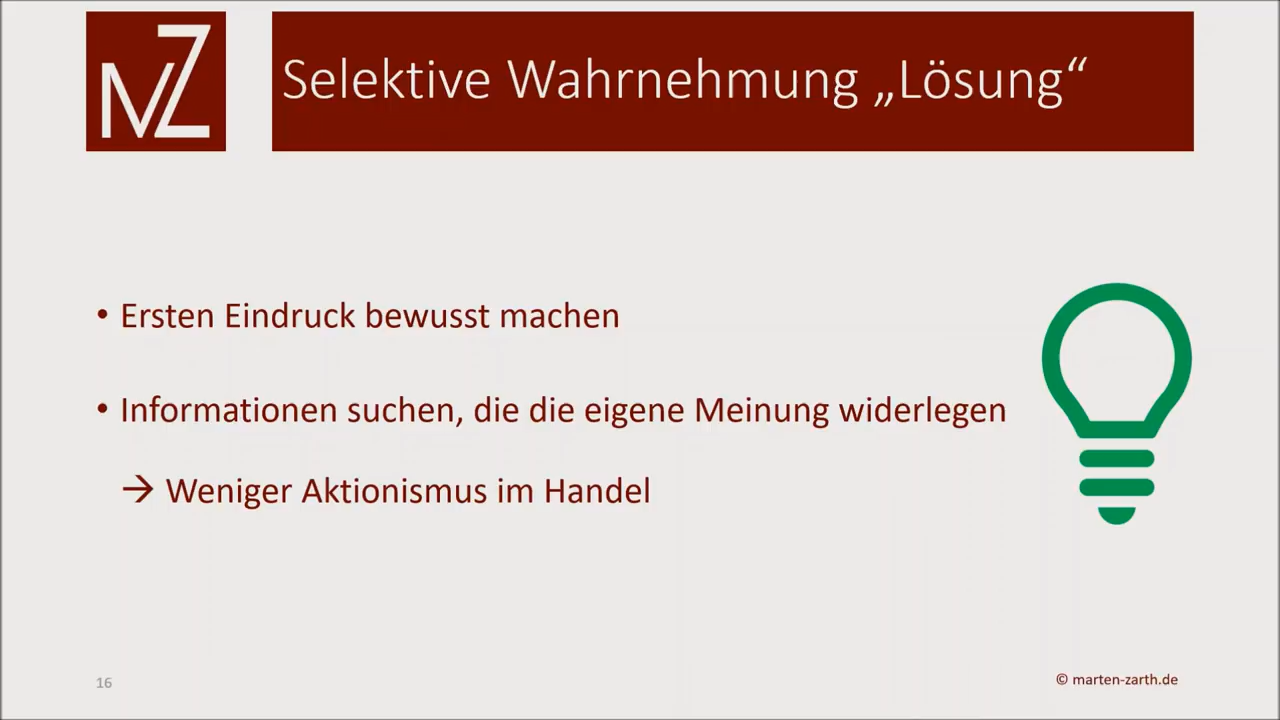 MZ
Selektive Wahrnehmung „Lösung“
• Ersten Eindruck bewusst machen
• Informationen suchen, die die eigene Meinung widerlegen
→ Weniger Aktionismus im Handel
16
© marten-zarth.de